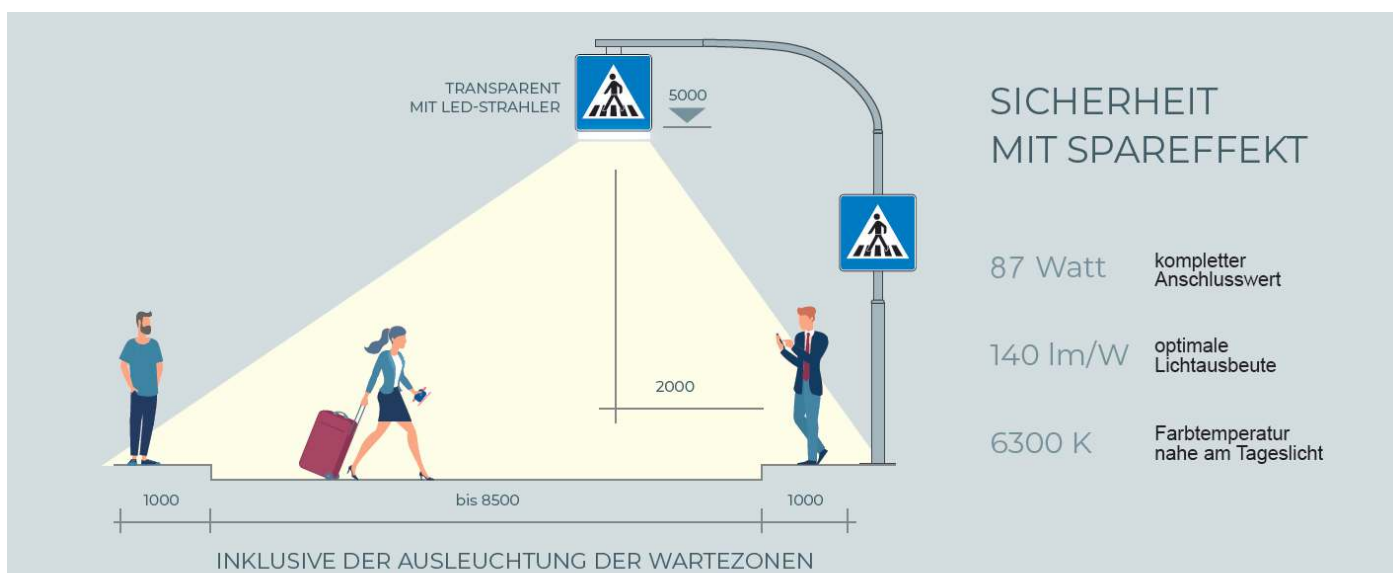 TRANSPARENT
MIT LED-STRAHLER
5000
2000
1000
bis 8500
1000
INKLUSIVE DER AUSLEUCHTUNG DER WARTEZONEN
SICHERHEIT
MIT SPAREFFEKT
87 Watt
kompletter
Anschlusswert
140 lm/W
optimale
Lichtausbeute
6300 K
Farbtemperatur
nahe am Tageslicht